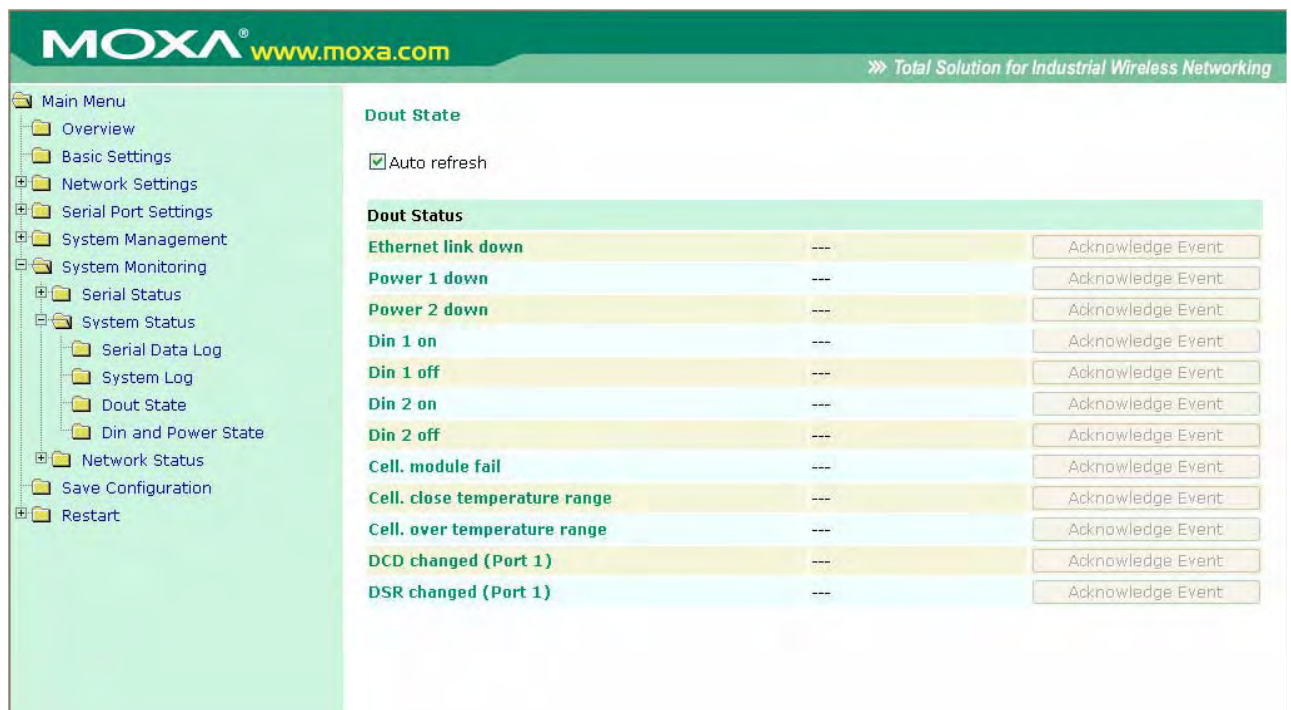 MOXA® www.moxa.com
>>> Total Solution for Industrial Wireless Networking
Main Menu
Overview
Basic Settings
Network Settings
Serial Port Settings
System Management
System Monitoring
Serial Status
System Status
Serial Data Log
System Log
Dout State
Din and Power State
Network Status
Save Configuration
Restart
Dout State
Auto refresh
Dout Status
Ethernet link down --- Acknowledge Event
Power 1 down --- Acknowledge Event
Power 2 down --- Acknowledge Event
Din 1 on --- Acknowledge Event
Din 1 off --- Acknowledge Event
Din 2 on --- Acknowledge Event
Din 2 off --- Acknowledge Event
Cell. module fail --- Acknowledge Event
Cell. close temperature range --- Acknowledge Event
Cell. over temperature range --- Acknowledge Event
DCD changed (Port 1) --- Acknowledge Event
DSR changed (Port 1) --- Acknowledge Event